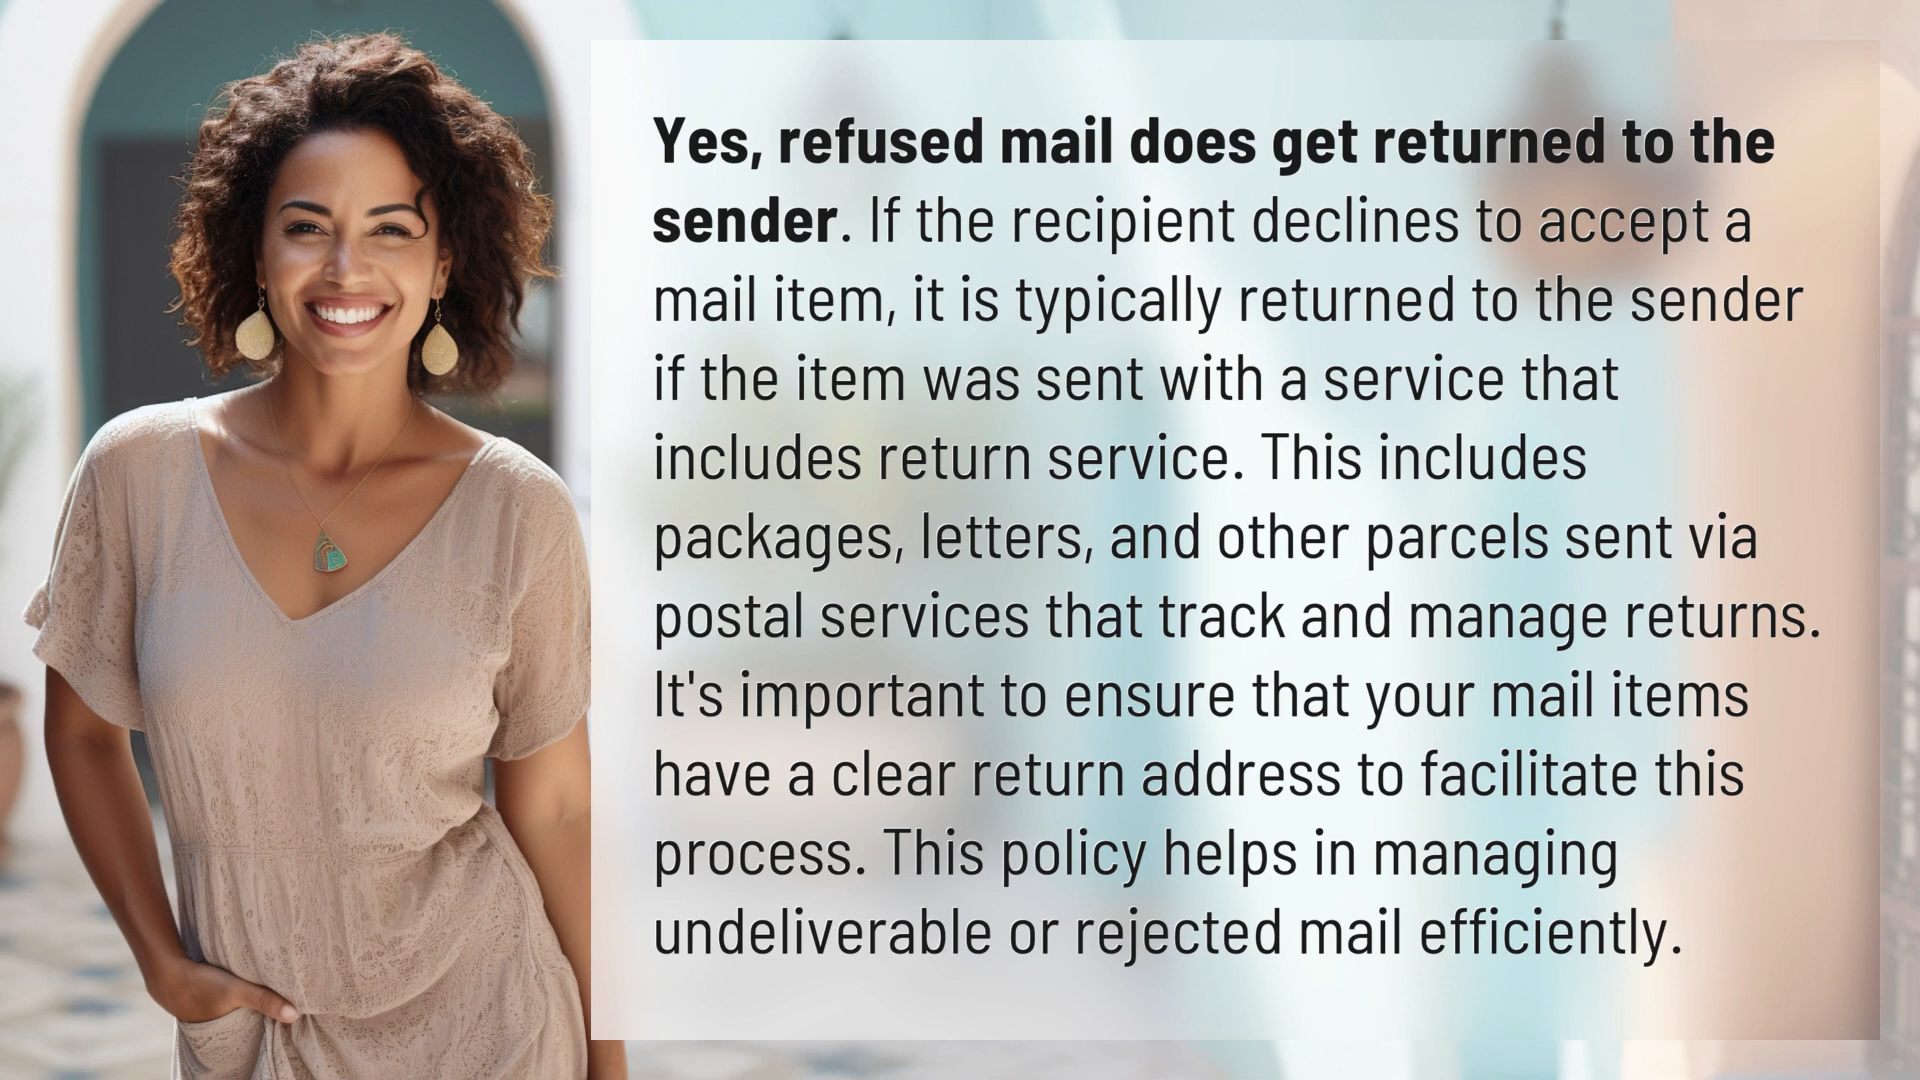 Yes, refused mail does get returned to the
sender. If the recipient declines to accept a
mail item, it is typically returned to the sender
if the item was sent with a service that
includes return service. This includes
packages, letters, and other parcels sent via
postal services that track and manage returns.
It's important to ensure that your mail items
have a clear return address to facilitate this
process. This policy helps in managing
undeliverable or rejected mail efficiently.